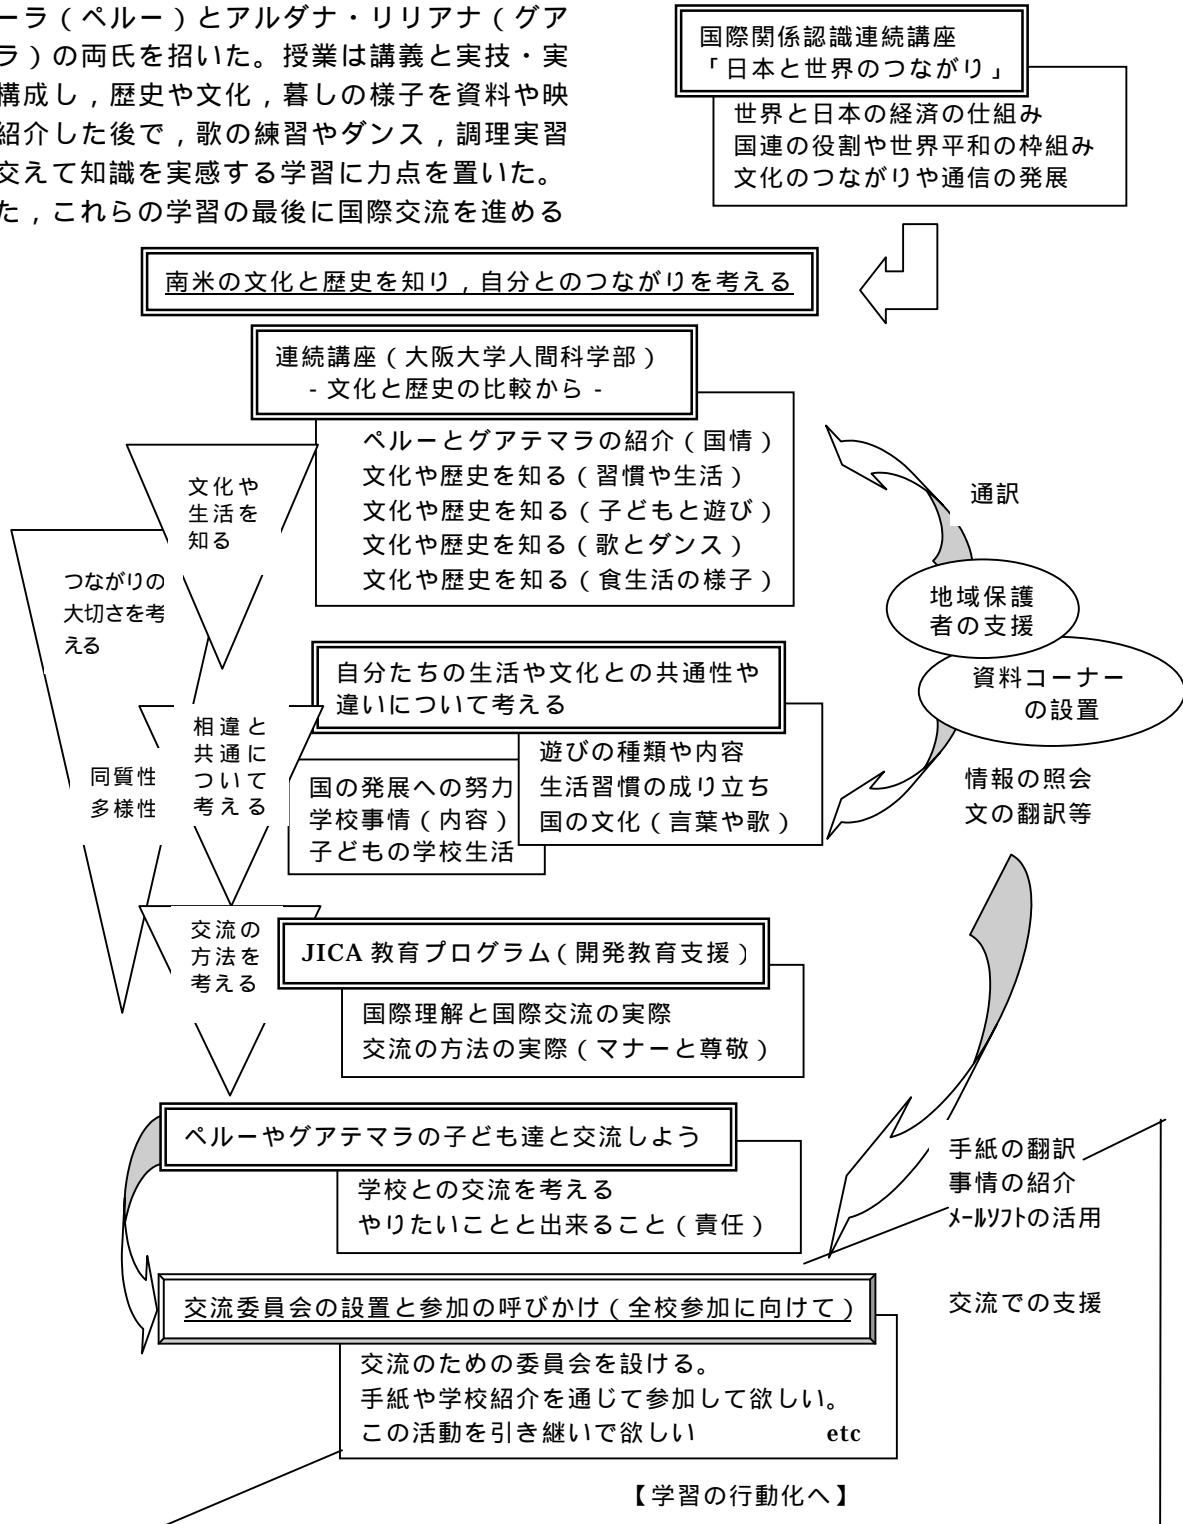 ーラ（ペルー）とアルダナ・リリアナ（グア
ラ）の両氏を招いた。授業は講義と実技・実
構成し，歴史や文化，暮しの様子を資料や映
紹介した後で，歌の練習やダンス，調理実習
交えて知識を実感する学習に力点を置いた。
た，これらの学習の最後に国際交流を進める
国際関係認識連続講座
「日本と世界のつながり」
世界と日本の経済の仕組み
国連の役割や世界平和の枠組み
文化のつながりや通信の発展
南米の文化と歴史を知り，自分とのつながりを考える
連続講座（大阪大学人間科学部）
- 文化と歴史の比較から -
ペルーとグアテマラの紹介（国情）
文化や歴史を知る（習慣や生活）
文化や歴史を知る（子どもと遊び）
文化や歴史を知る（歌とダンス）
文化や歴史を知る（食生活の様子）
文化や
生活を
知る
つながりの
大切さを考
える
通訳
地域保護
者の支援
資料コーナー
の設置
自分たちの生活や文化との共通性や
違いについて考える
遊びの種類や内容
生活習慣の成り立ち
国の文化（言葉や歌）
国の発展への努力
学校事情（内容）
子どもの学校生活
相違と
共通に
ついて
考える
同質性
多様性
情報の照会
文の翻訳等
交流の
方法を
考える
JICA 教育プログラム（開発教育支援）
国際理解と国際交流の実際
交流の方法の実際（マナーと尊敬）
ペルーやグアテマラの子ども達と交流しよう
学校との交流を考える
やりたいことと出来ること（責任）
手紙の翻訳
事情の紹介
ﾒｰﾙｿﾌﾄの活用
交流委員会の設置と参加の呼びかけ（全校参加に向けて）
交流での支援
交流のための委員会を設ける。
手紙や学校紹介を通じて参加して欲しい。
この活動を引き継いで欲しい etc
【学習の行動化へ】